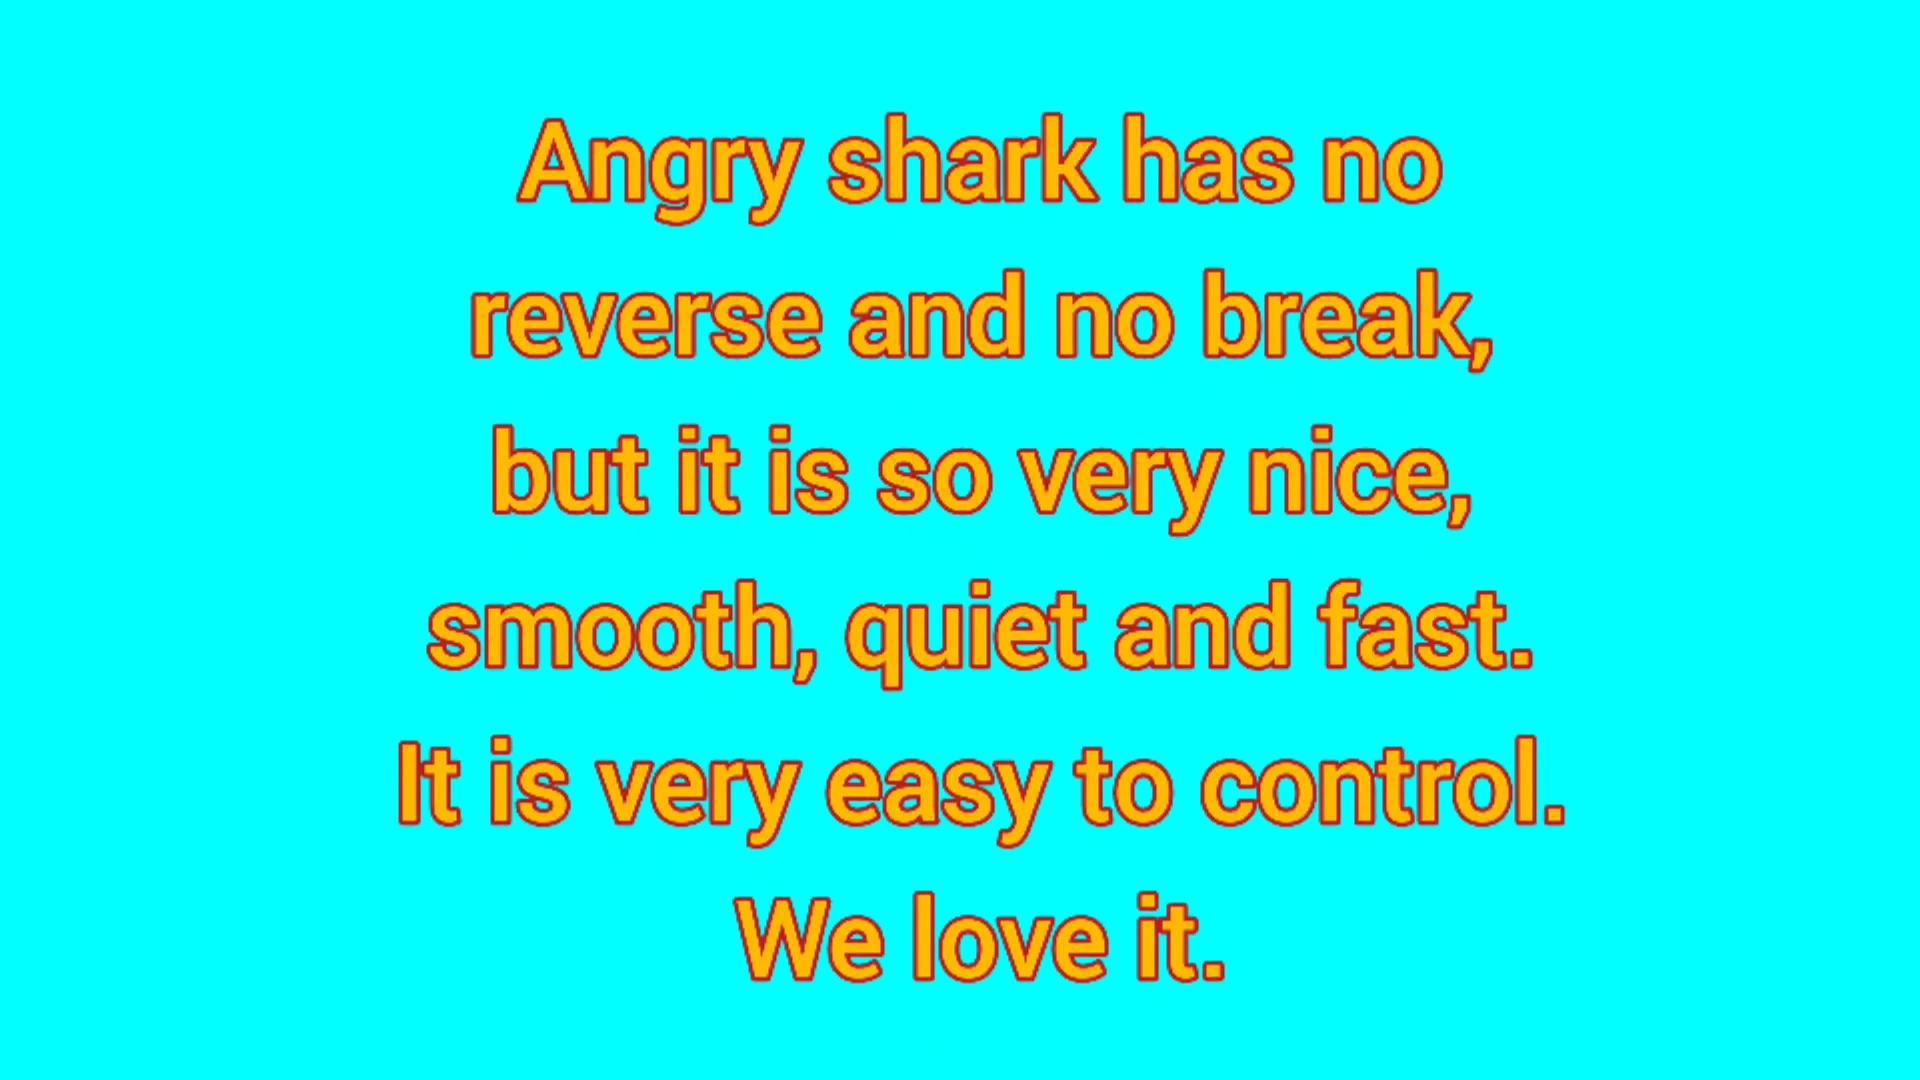 Angry shark has no
reverse and no break,
but it is so very nice,
smooth, quiet and fast.
It is very easy to control.
We love it.